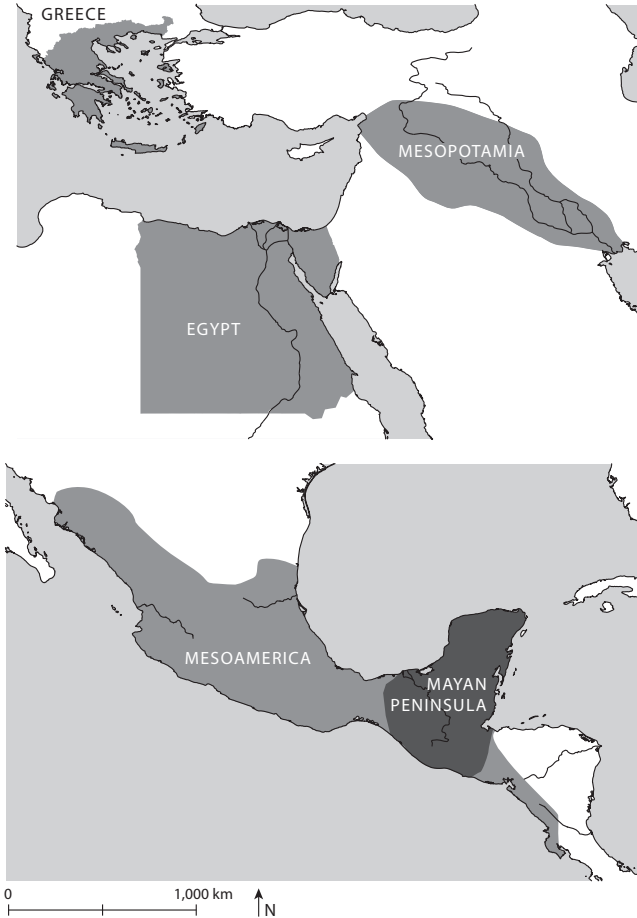 GREECE
MESOPOTAMIA
EGYPT
MESOAMERICA
MAYAN
PENINSULA
0 1,000 km
N